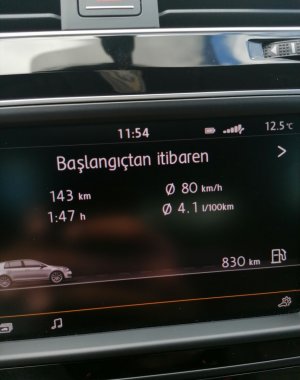 11:54
12.5°C
Başlangıçtan itibaren
143 km Ø 80 km/h
1:47 h Ø 4.1 l/100km
830 km